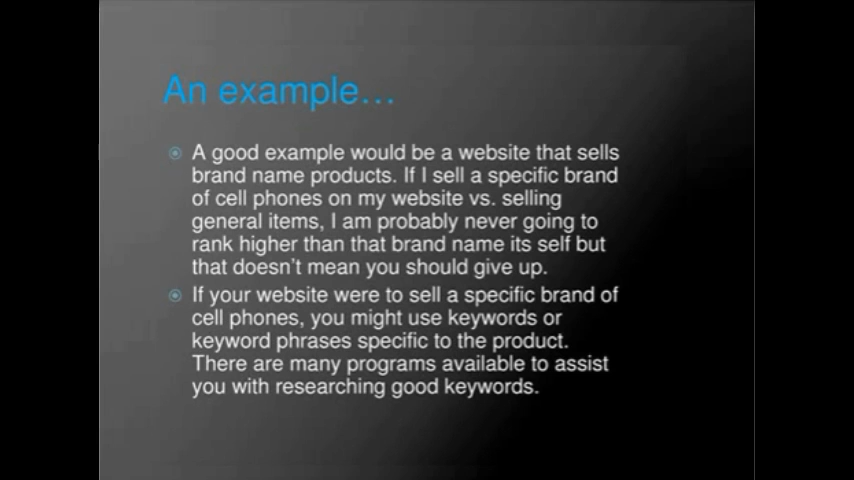 An example...
A good example would be a website that sells
brand name products. If I sell a specific brand
of cell phones on my website vs. selling
general items, I am probably never going to
rank higher than that brand name its self but
that doesn't mean you should give up.
If your website were to sell a specific brand of
cell phones, you might use keywords or
keyword phrases specific to the product.
There are many programs available to assist
you with researching good keywords.